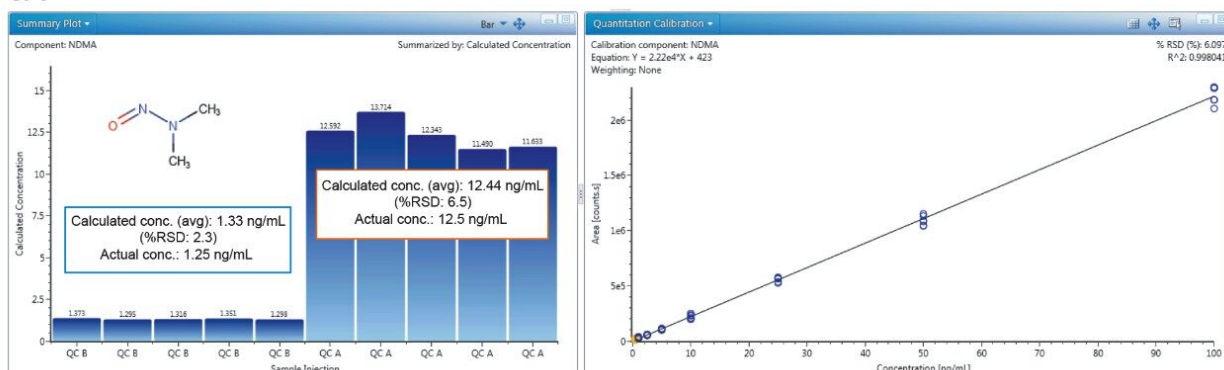 Summary Plot
Bar
Component: NDMA
Summarized by: Calculated Concentration
Calculated Concentration
15
12.5
10
7.5
5
2.5
0
O
N
N
CH3
CH3
Calculated conc. (avg): 1.33 ng/mL
(%RSD: 2.3)
Actual conc.: 1.25 ng/mL
Calculated conc. (avg): 12.44 ng/mL
(%RSD: 6.5)
Actual conc.: 12.5 ng/mL
1.373
1.295
1.316
1.351
1.298
12.592
13.714
12.343
11.490
11.633
QC B QC B QC B QC B QC B QC A QC A QC A QC A QC A
Sample Injection
Quantitation Calibration
Calibration component: NDMA
Equation: Y = 2.22e4*X + 423
Weighting: None
% RSD (%): 6.097
R^2: 0.998041
Area [counts.s]
2e6
1.5e6
1e6
5e5
0
0 10 20 30 40 50 60 70 80 90 100
Concentration [ng/mL]